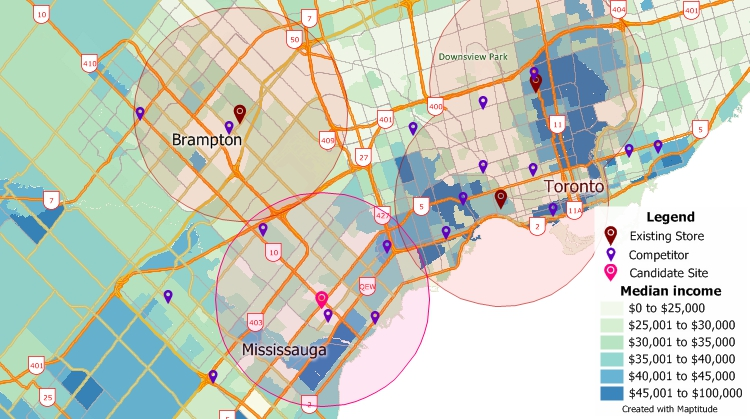 10
7
404
401
50
410
Downsview Park
400
401
11
5
409
27
Brampton
7
Toronto
5
427
11A
2
10
QEW
403
Mississauga
401
25
2
5
Legend
Existing Store
Competitor
Candidate Site
Median income
$0 to $25,000
$25,001 to $30,000
$30,001 to $35,000
$35,001 to $40,000
$40,001 to $45,000
$45,001 to $100,000
Created with Maptitude